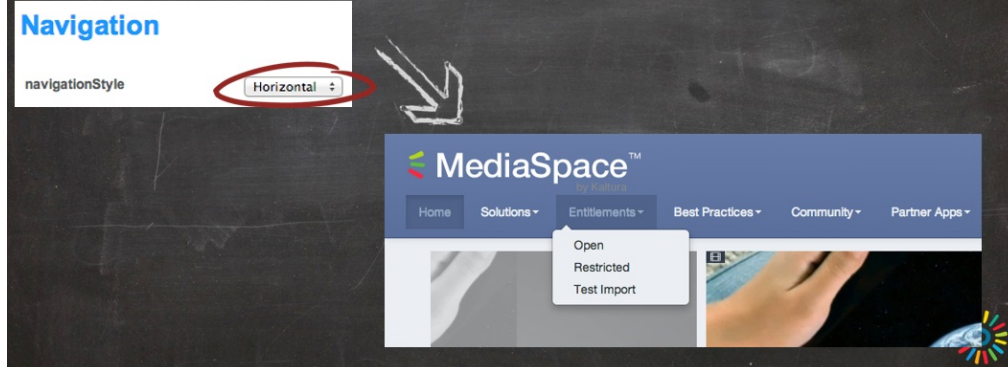 Navigation
navigationStyle
Horizontal
MediaSpace™
by Kaltura
Home Solutions Entitlements Best Practices Community Partner Apps
Open
Restricted
Test Import